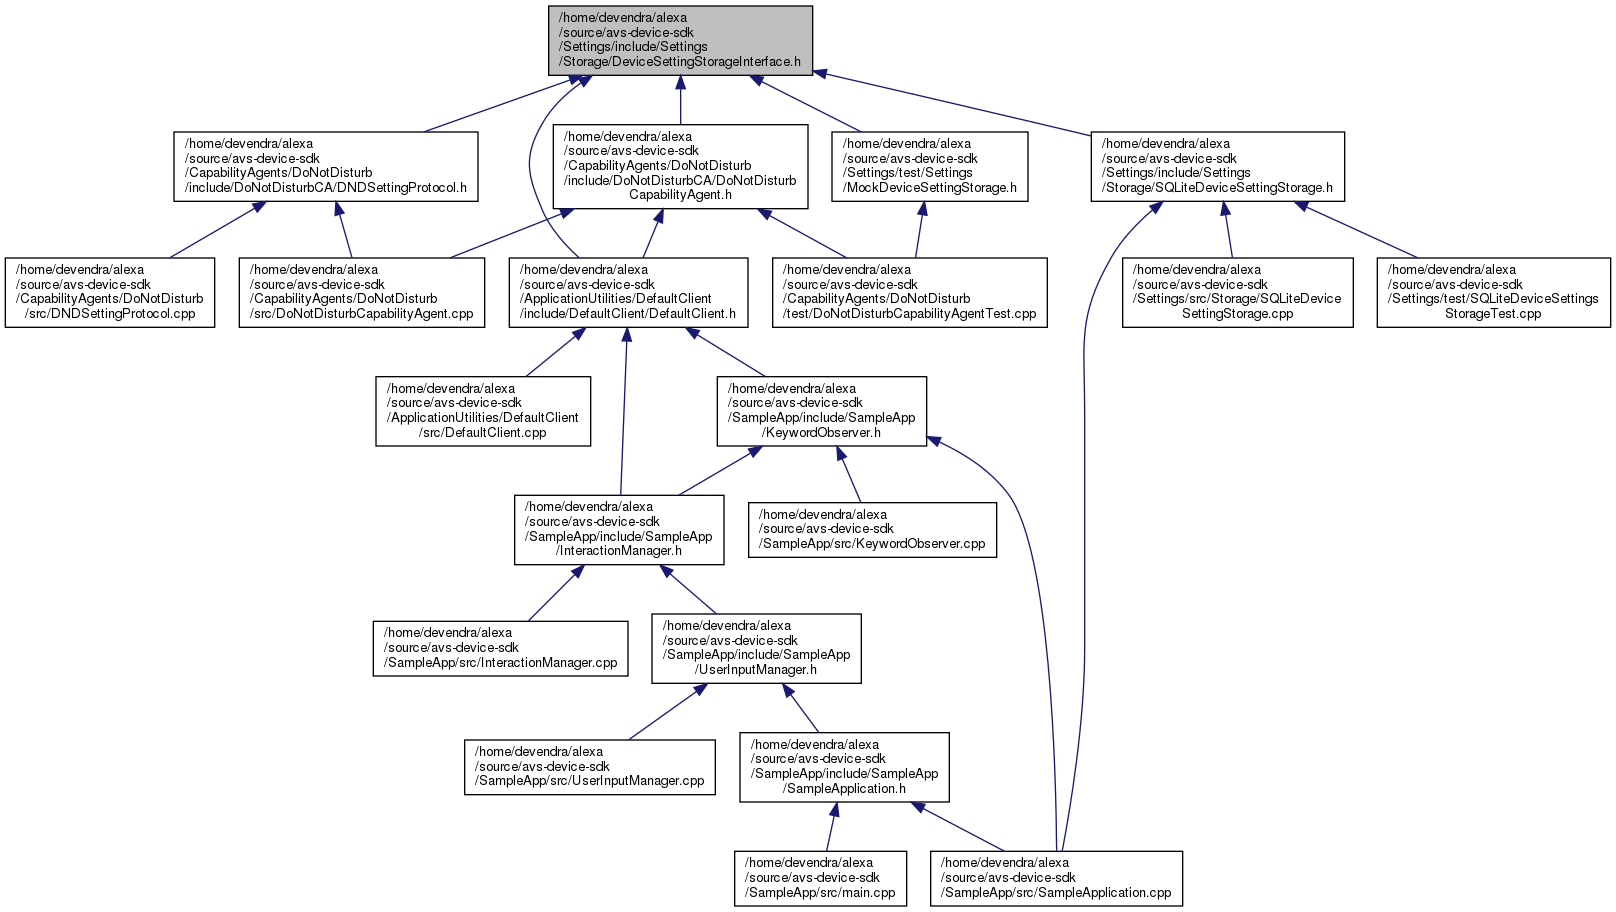 /home/devendra/alexa
/source/avs-device-sdk
/Settings/include/Settings
/Storage/DeviceSettingStorageInterface.h
/home/devendra/alexa
/source/avs-device-sdk
/CapabilityAgents/DoNotDisturb
/include/DoNotDisturbCA/DNDSettingProtocol.h
/home/devendra/alexa
/source/avs-device-sdk
/CapabilityAgents/DoNotDisturb
/include/DoNotDisturbCA/DoNotDisturb
CapabilityAgent.h
/home/devendra/alexa
/source/avs-device-sdk
/Settings/test/Settings
/MockDeviceSettingStorage.h
/home/devendra/alexa
/source/avs-device-sdk
/Settings/include/Settings
/Storage/SQLiteDeviceSettingStorage.h
/home/devendra/alexa
/source/avs-device-sdk
/CapabilityAgents/DoNotDisturb
/src/DNDSettingProtocol.cpp
/home/devendra/alexa
/source/avs-device-sdk
/CapabilityAgents/DoNotDisturb
/src/DoNotDisturbCapabilityAgent.cpp
/home/devendra/alexa
/source/avs-device-sdk
/ApplicationUtilities/DefaultClient
/include/DefaultClient/DefaultClient.h
/home/devendra/alexa
/source/avs-device-sdk
/CapabilityAgents/DoNotDisturb
/test/DoNotDisturbCapabilityAgentTest.cpp
/home/devendra/alexa
/source/avs-device-sdk
/Settings/src/Storage/SQLiteDevice
SettingStorage.cpp
/home/devendra/alexa
/source/avs-device-sdk
/Settings/test/SQLiteDeviceSettings
StorageTest.cpp
/home/devendra/alexa
/source/avs-device-sdk
/ApplicationUtilities/DefaultClient
/src/DefaultClient.cpp
/home/devendra/alexa
/source/avs-device-sdk
/SampleApp/include/SampleApp
/KeywordObserver.h
/home/devendra/alexa
/source/avs-device-sdk
/SampleApp/include/SampleApp
/InteractionManager.h
/home/devendra/alexa
/source/avs-device-sdk
/SampleApp/src/KeywordObserver.cpp
/home/devendra/alexa
/source/avs-device-sdk
/SampleApp/src/InteractionManager.cpp
/home/devendra/alexa
/source/avs-device-sdk
/SampleApp/include/SampleApp
/UserInputManager.h
/home/devendra/alexa
/source/avs-device-sdk
/SampleApp/src/UserInputManager.cpp
/home/devendra/alexa
/source/avs-device-sdk
/SampleApp/include/SampleApp
/SampleApplication.h
/home/devendra/alexa
/source/avs-device-sdk
/SampleApp/src/main.cpp
/home/devendra/alexa
/source/avs-device-sdk
/SampleApp/src/SampleApplication.cpp